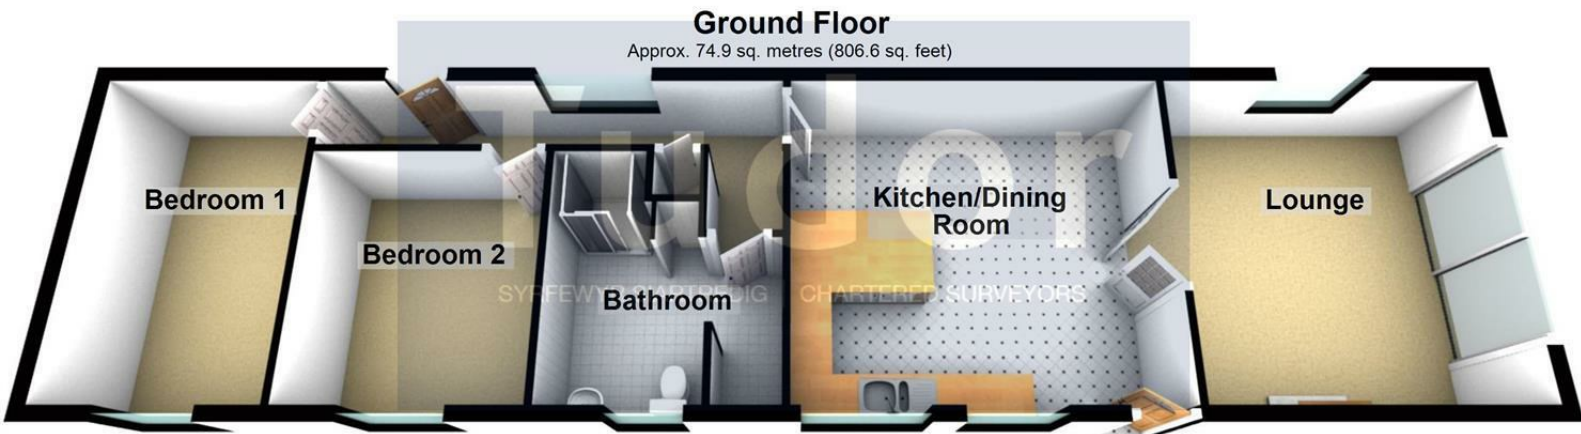 Ground Floor
Approx. 74.9 sq. metres (806.6 sq. feet)
Tudor
Bedroom 1
Kitchen/Dining
Room
Lounge
Bedroom 2
SYRFEWYR SIARTREDIG CHARTERED SURVEYORS
Bathroom